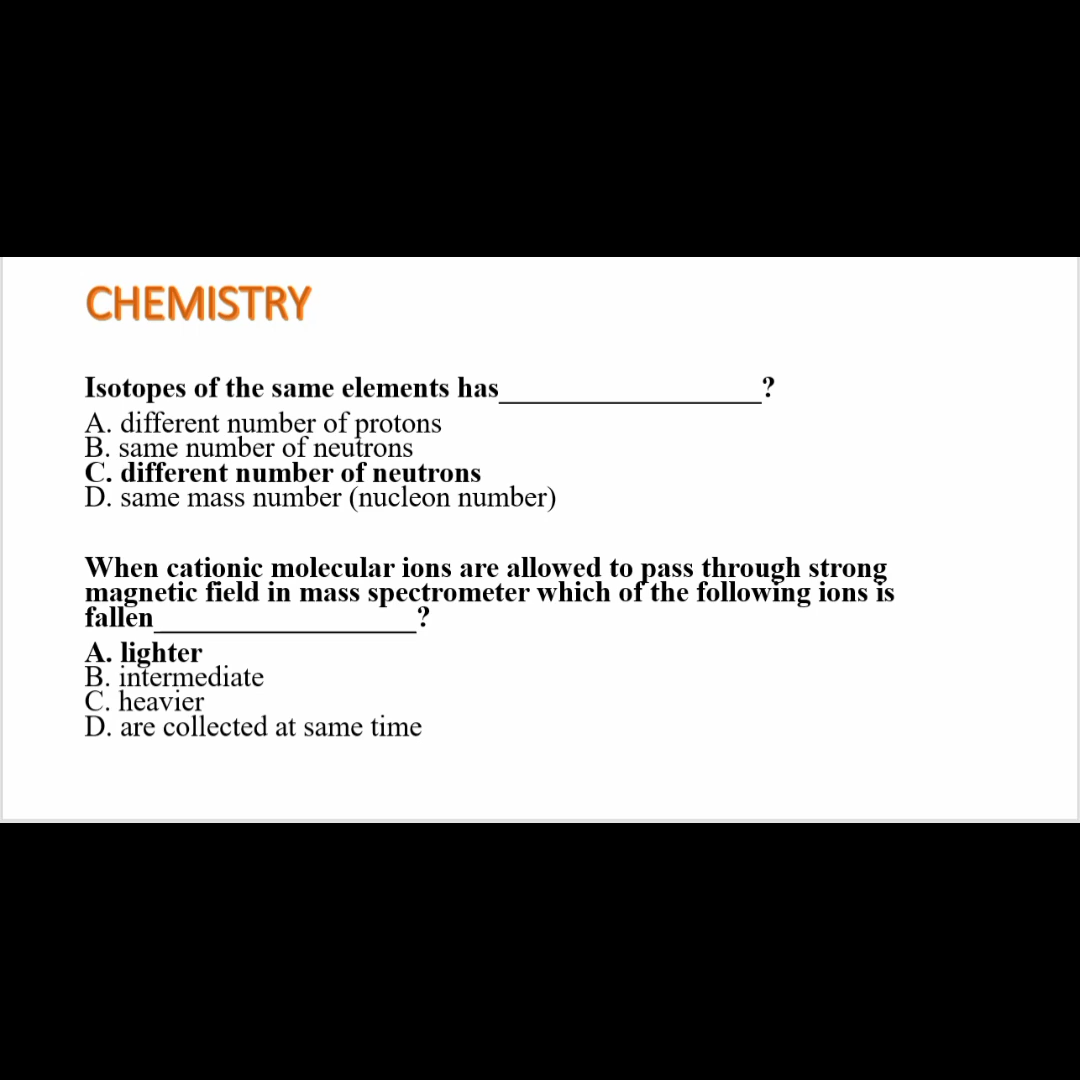 CHEMISTRY
Isotopes of the same elements has___________________?
A. different number of protons
B. same number of neutrons
C. different number of neutrons
D. same mass number (nucleon number)
When cationic molecular ions are allowed to pass through strong
magnetic field in mass spectrometer which of the following ions is
fallen___________________?
A. lighter
B. intermediate
C. heavier
D. are collected at same time